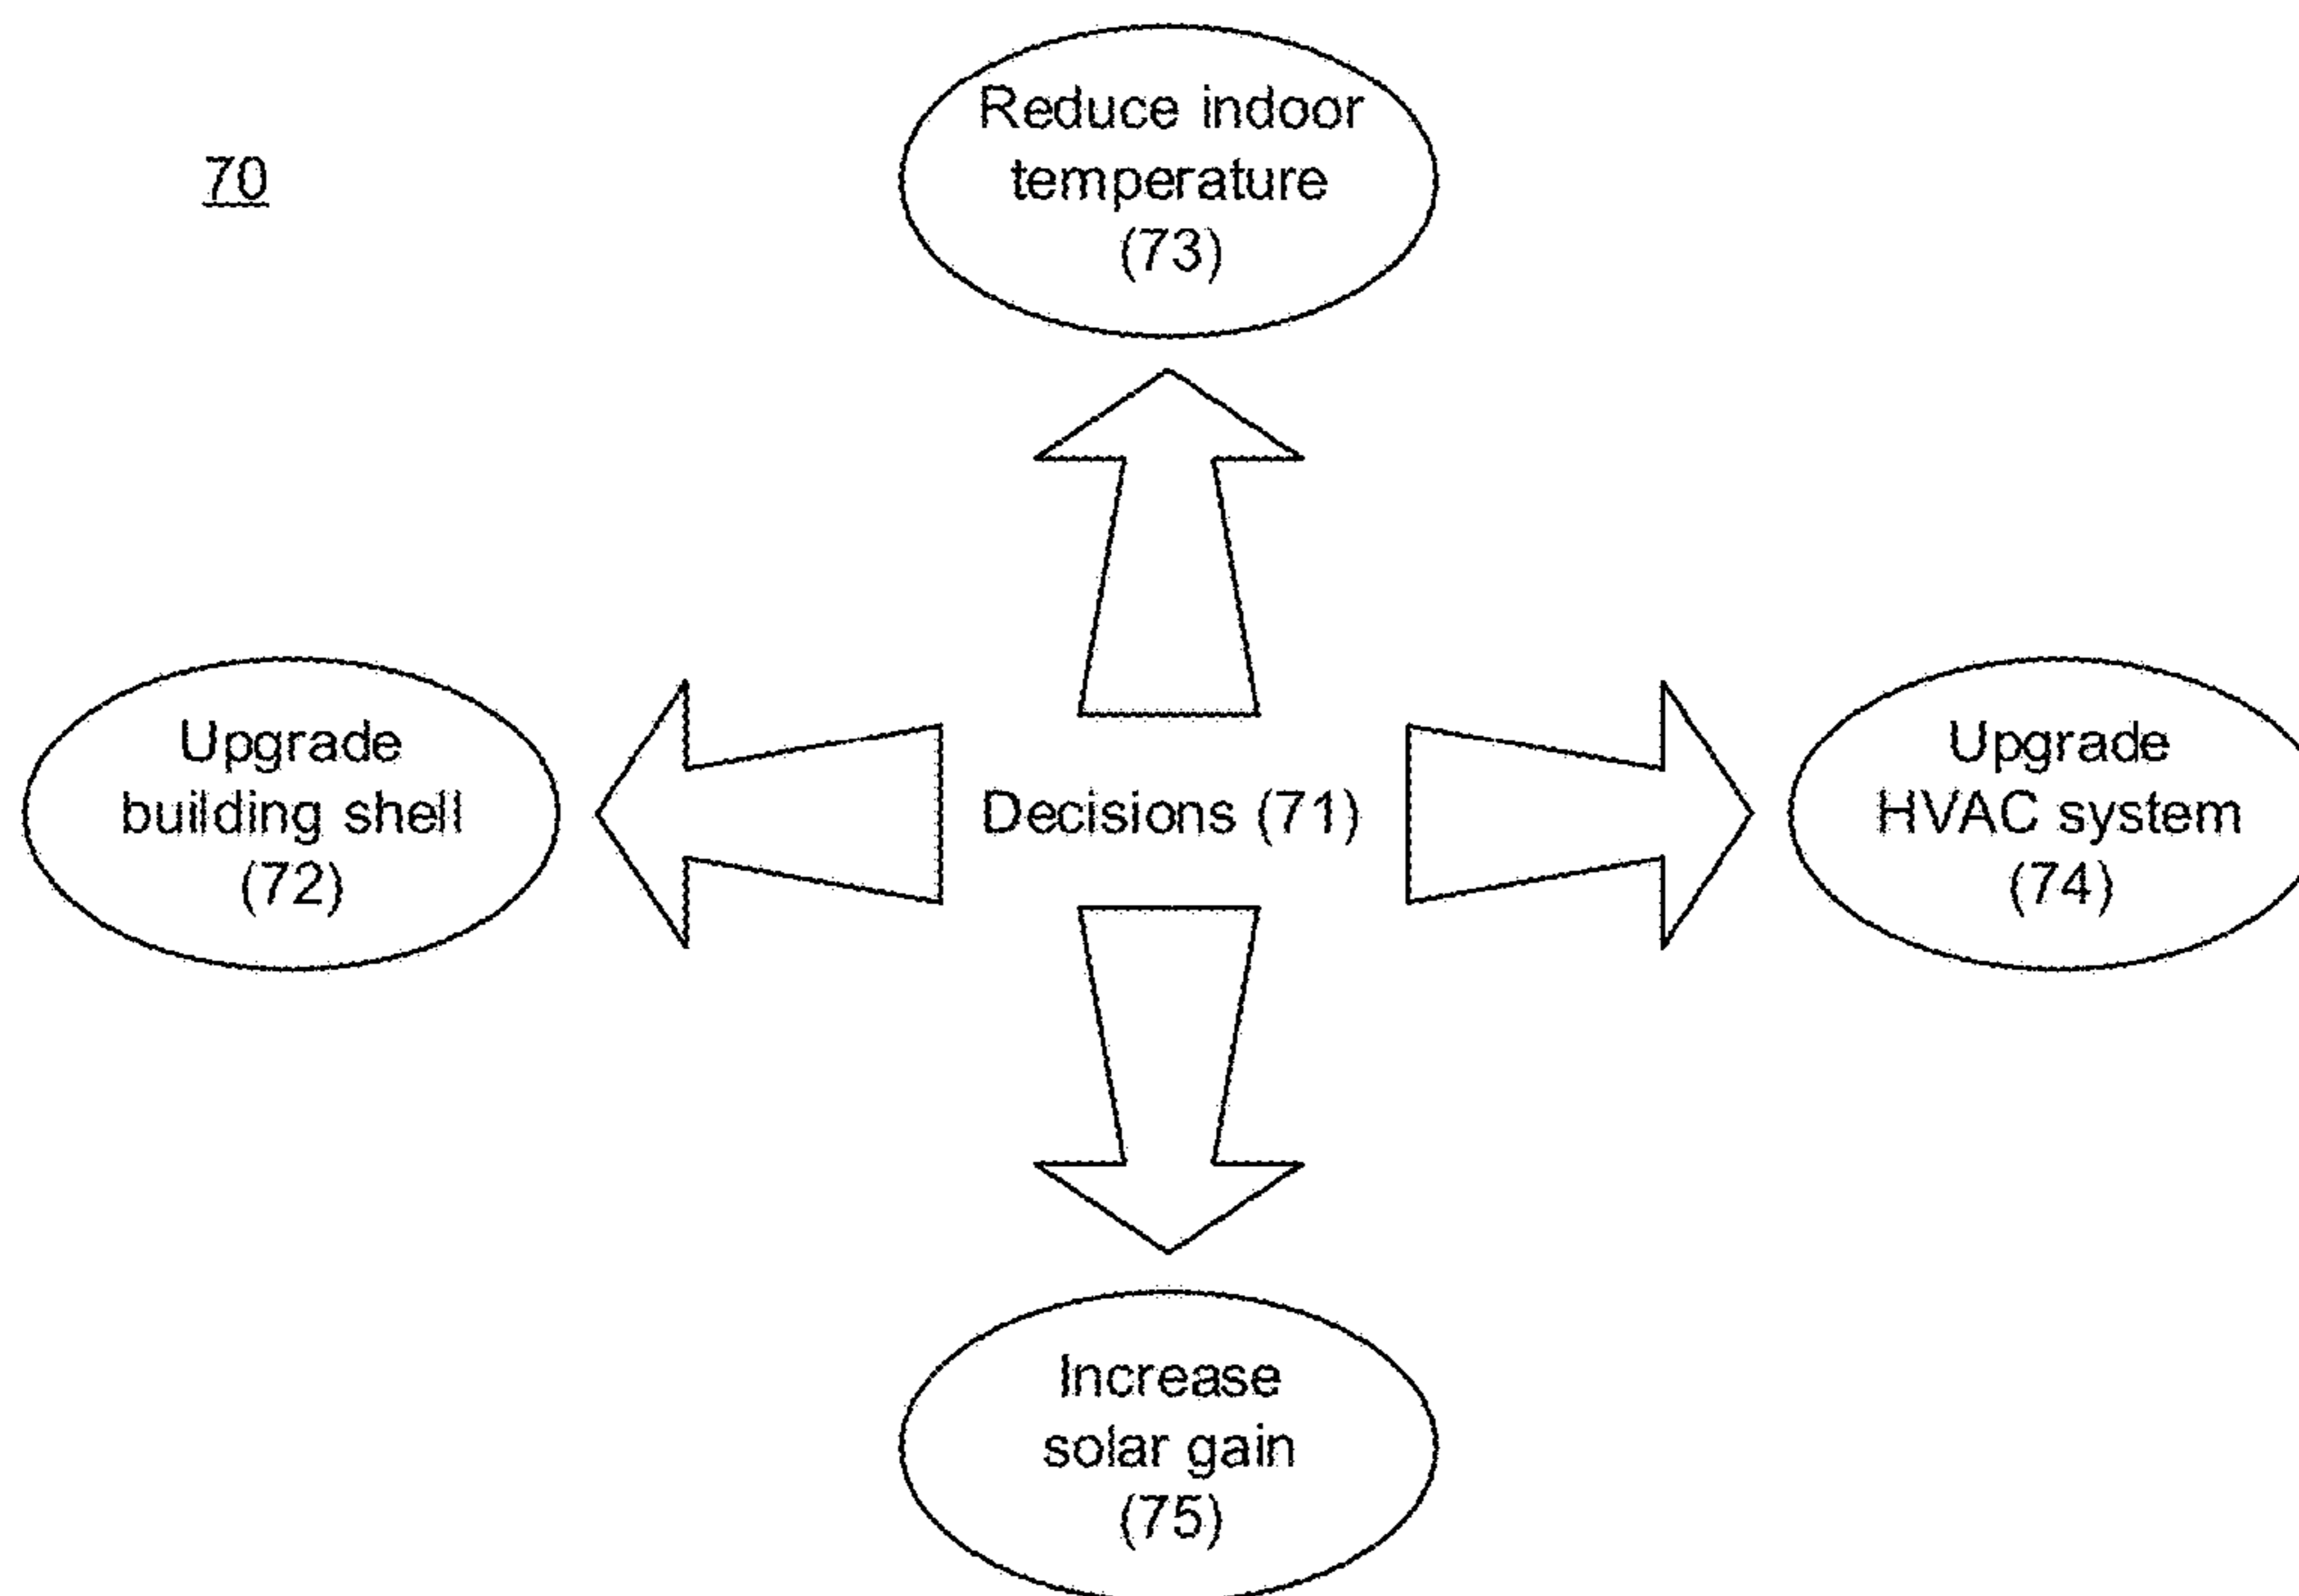 70
Reduce indoor
temperature
(73)
Upgrade
building shell
(72)
Decisions (71)
Upgrade
HVAC system
(74)
Increase
solar gain
(75)